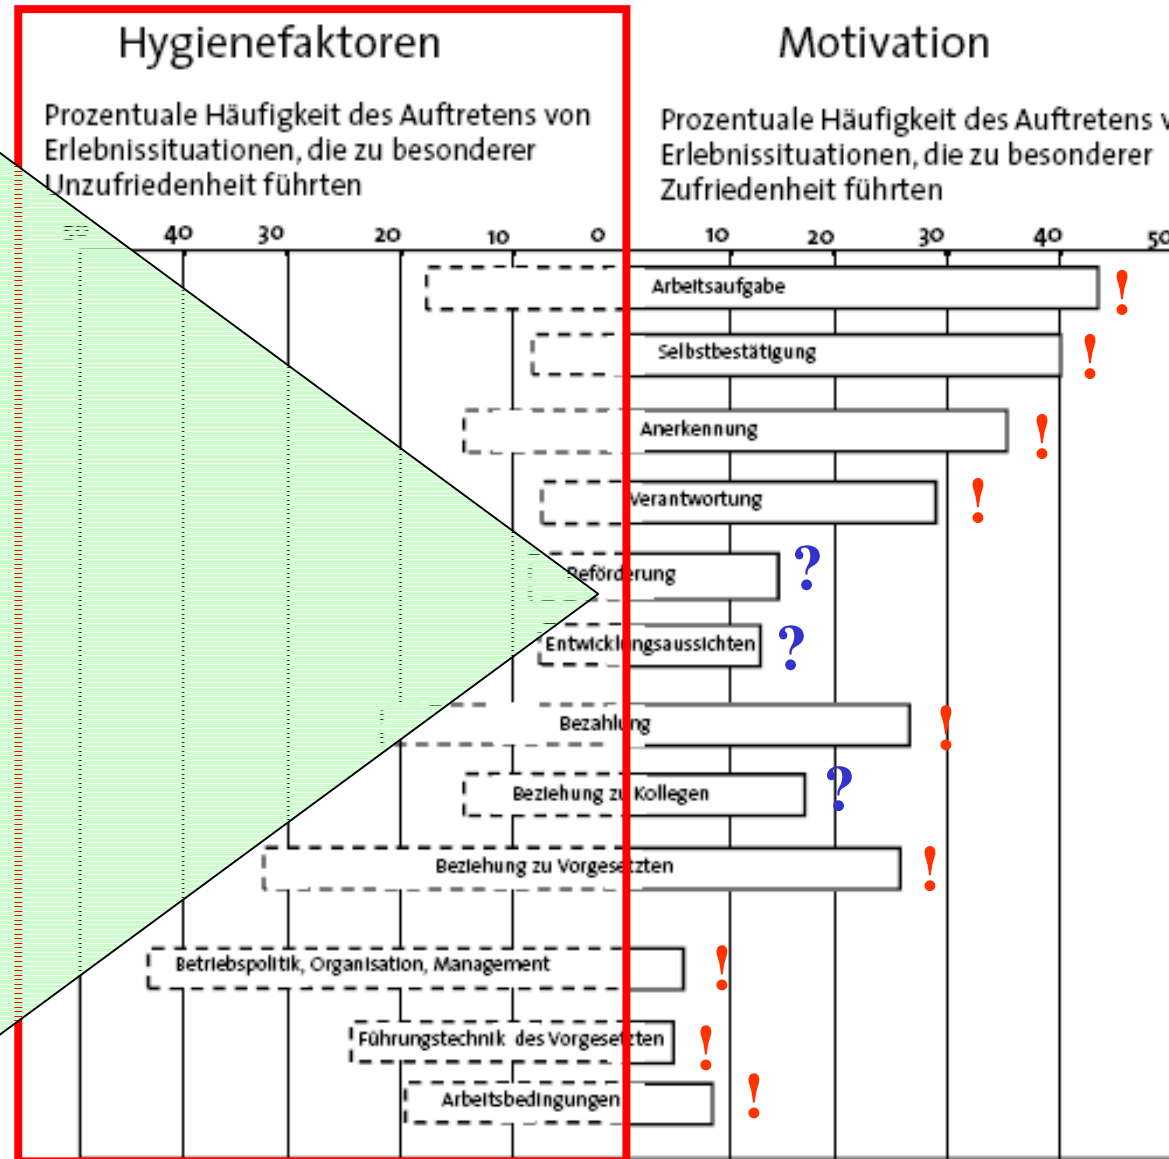 Hygienefaktoren
Prozentuale Häufigkeit des Auftretens von
Erlebnissituationen, die zu besonderer
Unzufriedenheit führten
Motivation
Prozentuale Häufigkeit des Auftretens v
Erlebnissituationen, die zu besonderer
Zufriedenheit führten
40 30 20 10 0 10 20 30 40 50
Arbeitsaufgabe !
Selbstbestätigung !
Anerkennung !
Verantwortung !
Beförderung ?
Entwicklungsaussichten ?
Bezahlung !
Beziehung zu Kollegen ?
Beziehung zu Vorgesetzten !
Betriebspolitik, Organisation, Management !
Führungstechnik des Vorgesetzten !
Arbeitsbedingungen !